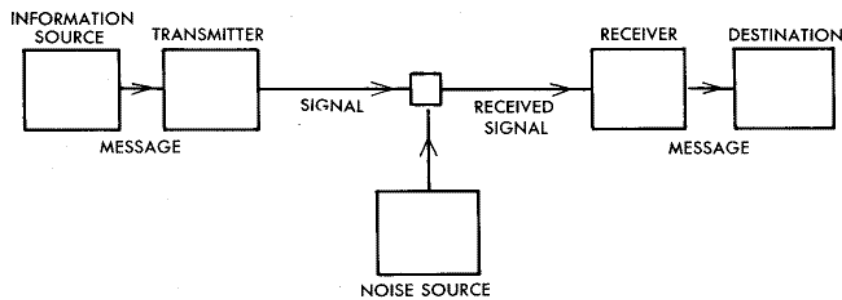 INFORMATION
SOURCE
TRANSMITTER
RECEIVER
DESTINATION
SIGNAL
RECEIVED
SIGNAL
MESSAGE
MESSAGE
NOISE SOURCE